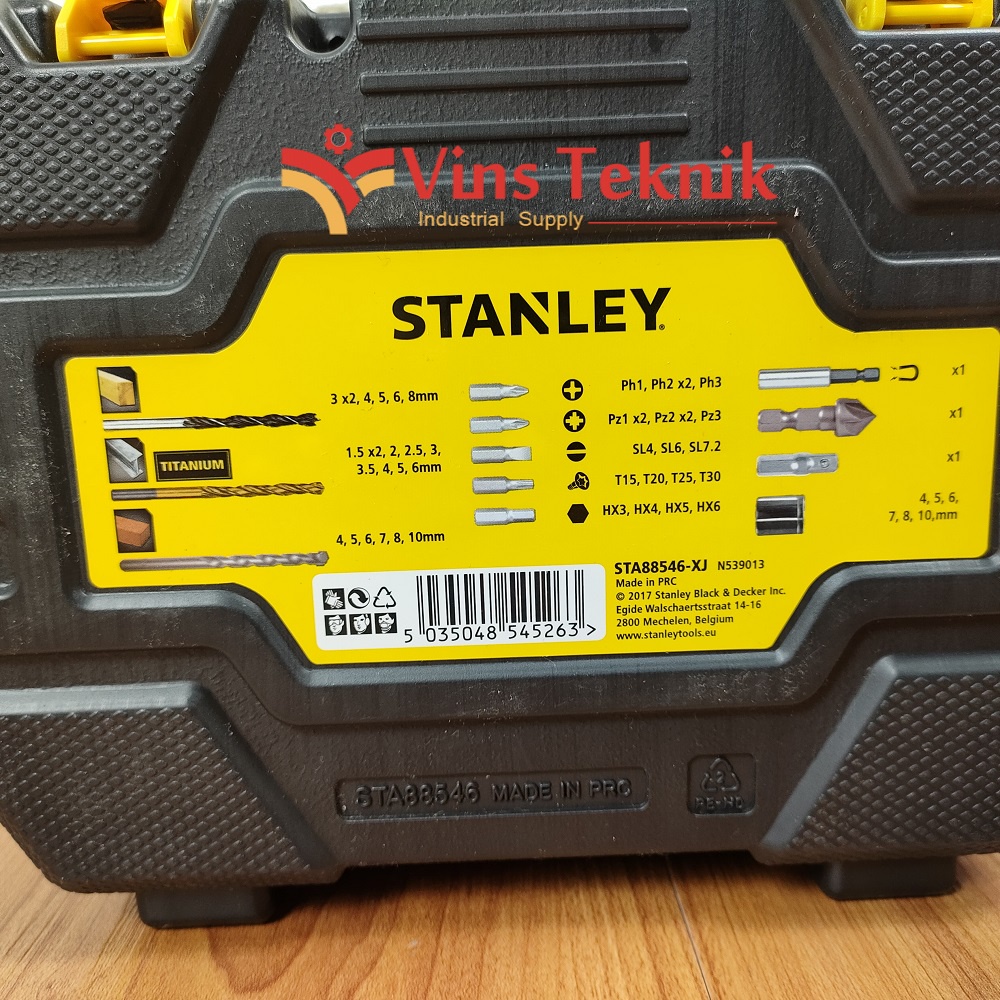 Vins Teknik
Industrial Supply
STANLEY
3 x2, 4, 5, 6, 8mm
TITANIUM
1.5 x2, 2, 2.5, 3,
3.5, 4, 5, 6mm
4, 5, 6, 7, 8, 10mm
Ph1, Ph2 x2, Ph3
Pz1 x2, Pz2 x2, Pz3
SL4, SL6, SL7.2
T15, T20, T25, T30
HX3, HX4, HX5, HX6
x1
x1
x1
4, 5, 6,
7, 8, 10,mm
STA88546-XJ N539013
Made in PRC
© 2017 Stanley Black & Decker Inc.
Egide Walschaertsstraat 14-16
2800 Mechelen, Belgium
www.stanleytools.eu
5 035048 545263 >
STA88546 MADE IN PRC
2
PE-HD